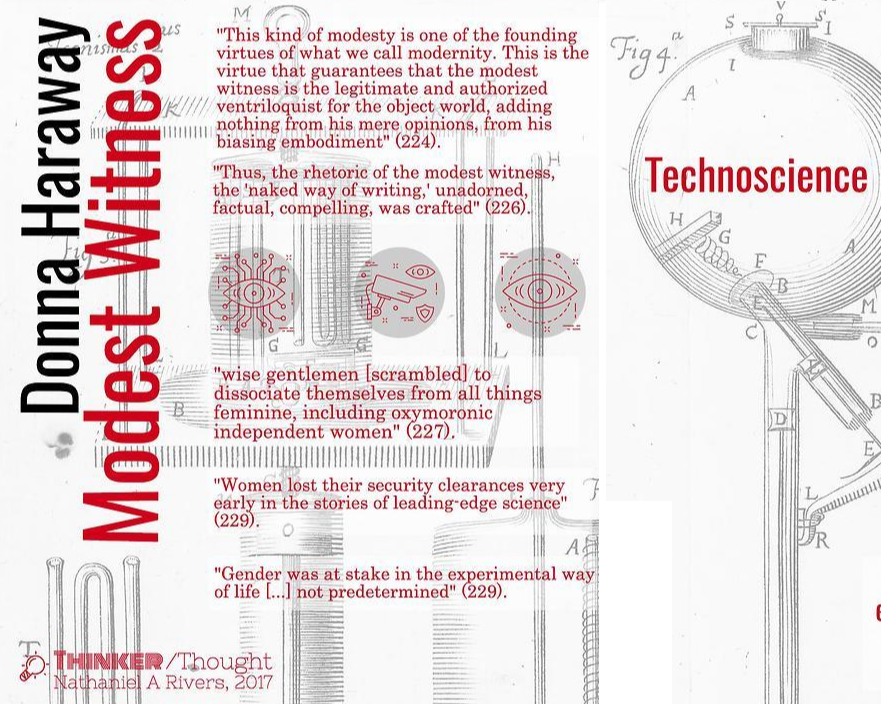 Donna Haraway
Modest Witness
"This kind of modesty is one of the founding
virtues of what we call modernity. This is the
virtue that guarantees that the modest
witness is the legitimate and authorized
ventriloquist for the object world, adding
nothing from his mere opinions, from his
biasing embodiment" (224).
"Thus, the rhetoric of the modest witness,
the 'naked way of writing,' unadorned,
factual, compelling, was crafted" (226).
"wise gentlemen [scrambled] to
dissociate themselves from all things
feminine, including oxymoronic
independent women" (227).
"Women lost their security clearances very
early in the stories of leading-edge science"
(229).
"Gender was at stake in the experimental way
of life [...] not predetermined" (229).
THINKER/Thought
Nathaniel A Rivers, 2017
M
K
H
G
G
L
B
A
T
Fig 4.a
S
V
S
I
I
A
Technoscience
H
G
A
F
B
E
C
M
o
D
B
E
L
R